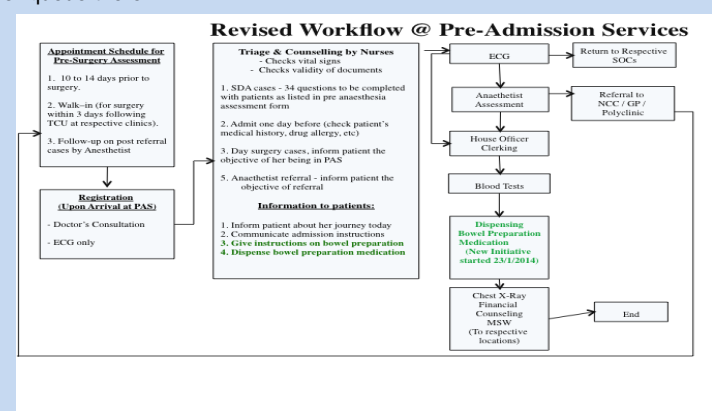 Revised Workflow @ Pre-Admission Services
Appointment Schedule for
Pre-Surgery Assessment
1. 10 to 14 days prior to
surgery.
2. Walk–in (for surgery
within 3 days following
TCU at respective clinics).
3. Follow-up on post referral
cases by Anesthetist
Registration
(Upon Arrival at PAS)
- Doctor's Consultation
- ECG only
Triage & Counselling by Nurses
- Checks vital signs
- Checks validity of documents
1. SDA cases - 34 questions to be completed
with patients as listed in pre anaesthesia
assessment form
2. Admit one day before (check patient's
medical history, drug allergy, etc)
3. Day surgery cases, inform patient the
objective of her being in PAS
5. Anaethetist referral - inform patient the
objective of referral
Information to patients:
1. Inform patient about her journey today
2. Communicate admission instructions
3. Give instructions on bowel preparation
4. Dispense bowel preparation medication
ECG
Return to Respective
SOCs
Anaethetist
Assessment
Referral to
NCC / GP /
Polyclinic
House Officer
Clerking
Blood Tests
Dispensing
Bowel Preparation
Medication
(New Initiative
started 23/1/2014)
Chest X-Ray
Financial
Counseling
MSW
(To respective
locations)
End